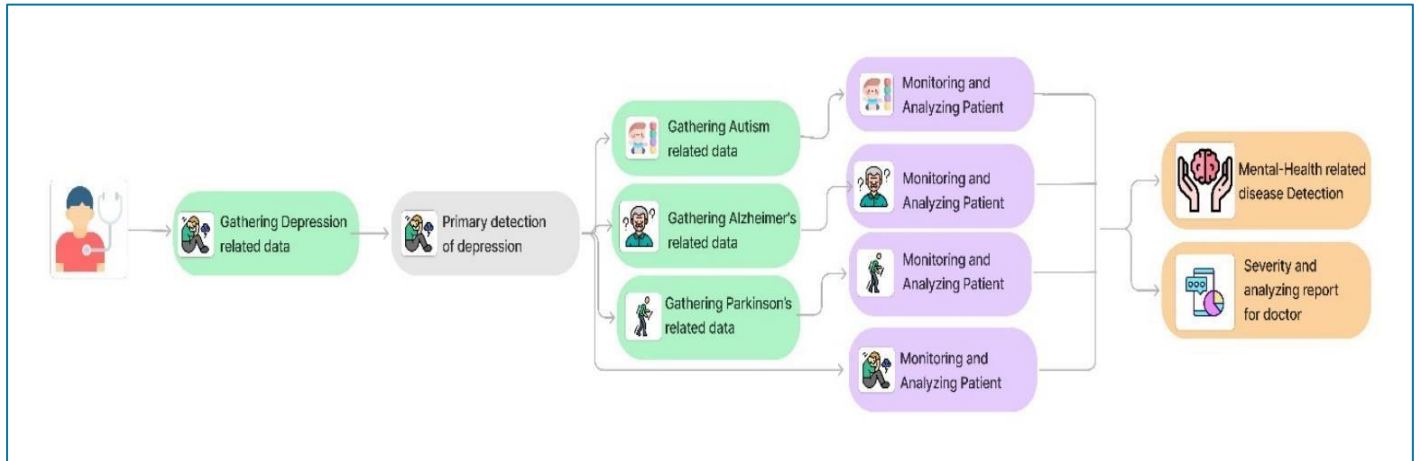 Gathering Depression
related data
Primary detection
of depression
Gathering Autism
related data
Gathering Alzheimer's
related data
Gathering Parkinson's
related data
Monitoring and
Analyzing Patient
Monitoring and
Analyzing Patient
Monitoring and
Analyzing Patient
Monitoring and
Analyzing Patient
Mental-Health related
disease Detection
Severity and
analyzing report
for doctor